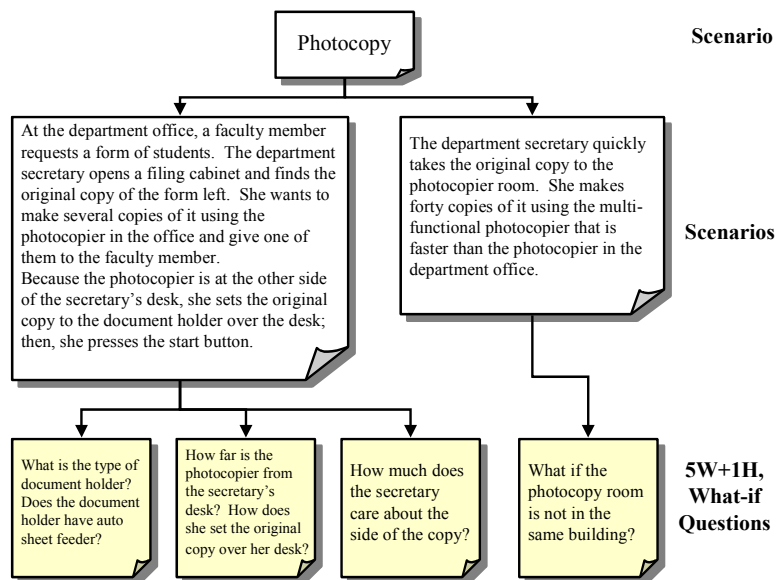 Photocopy
Scenario
At the department office, a faculty member
requests a form of students.  The department
secretary opens a filing cabinet and finds the
original copy of the form left.  She wants to
make several copies of it using the
photocopier in the office and give one of
them to the faculty member.
Because the photocopier is at the other side
of the secretary's desk, she sets the original
copy to the document holder over the desk;
then, she presses the start button.
The department secretary quickly
takes the original copy to the
photocopier room.  She makes
forty copies of it using the multi-
functional photocopier that is
faster than the photocopier in the
department office.
Scenarios
What is the type of
document holder?
Does the document
holder have auto
sheet feeder?
How far is the
photocopier from
the secretary's
desk?  How does
she set the original
copy over her desk?
How much does
the secretary
care about the
side of the copy?
What if the
photocopy room
is not in the
same building?
5W+1H,
What-if
Questions